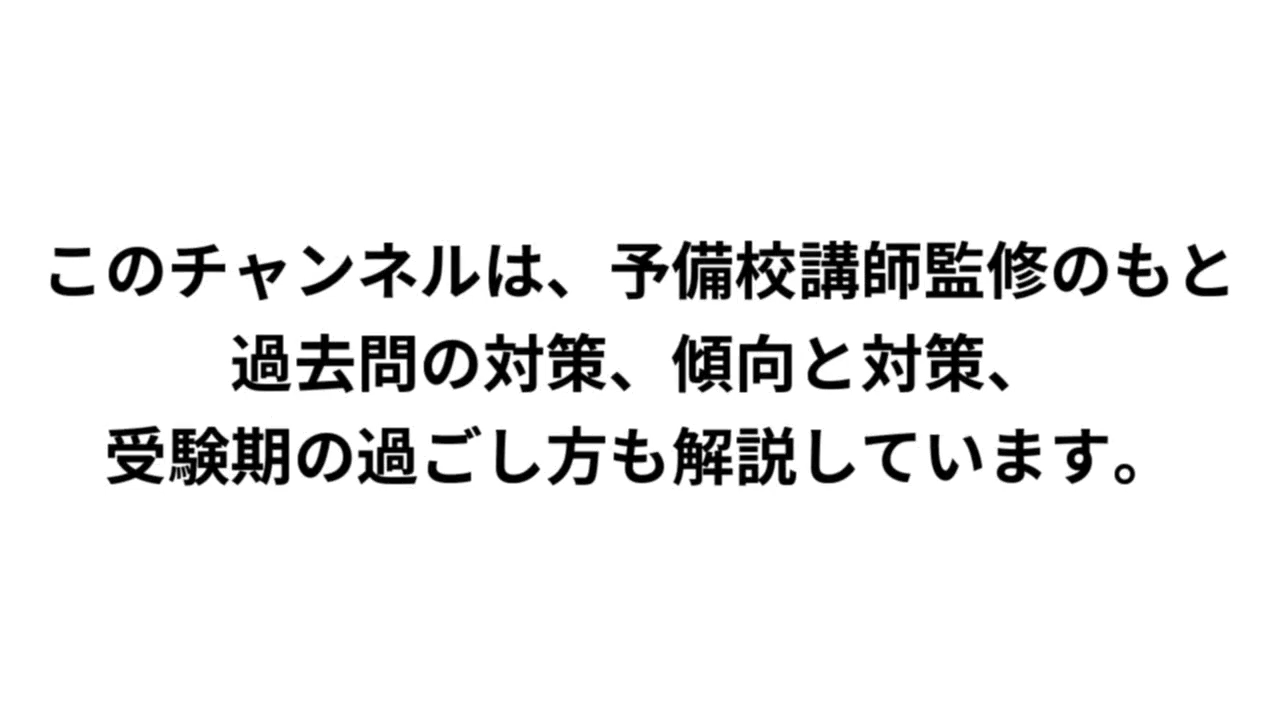 このチャンネルは、予備校講師監修のもと
過去問の対策、傾向と対策、
受験期の過ごし方も解説しています。